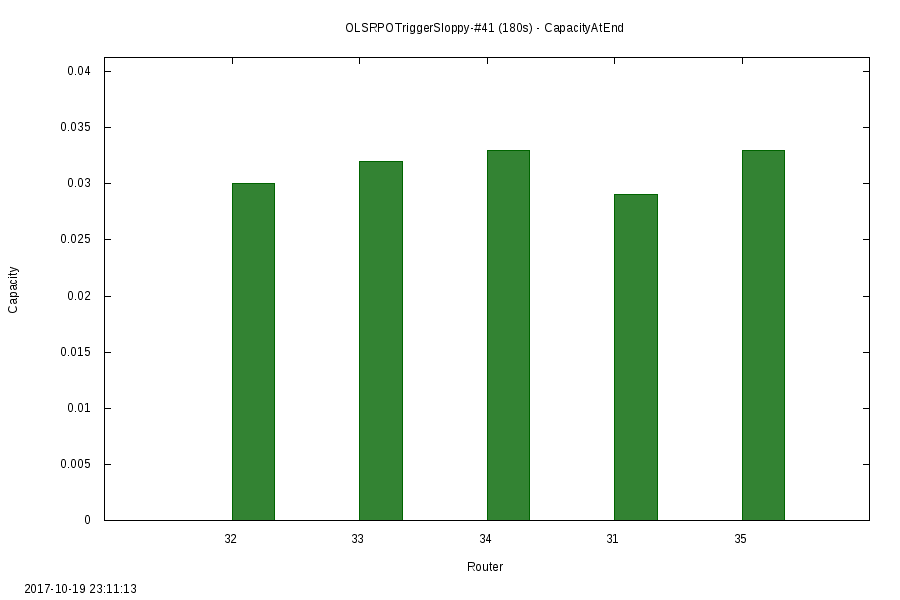 OLSRPOTriggerSloppy-#41 (180s) - CapacityAtEnd
0.04
0.035
0.03
0.025
0.02
0.015
0.01
0.005
0
Capacity
32 33 34 31 35
Router
2017-10-19 23:11:13